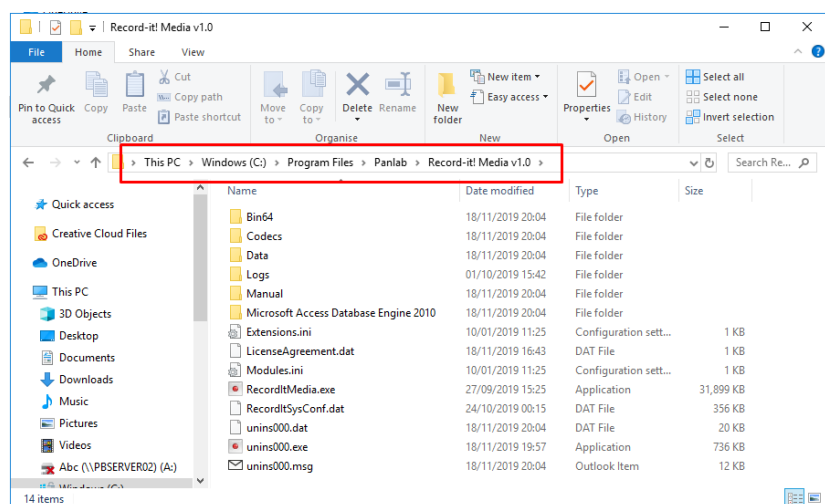 Record-it! Media v1.0
File Home Share View
Pin to Quick access
Copy
Paste
Cut
Copy path
Paste shortcut
Clipboard
Move to
Copy to
Delete
Rename
Organise
New folder
New item
Easy access
New
Properties
Open
Edit
History
Open
Select all
Select none
Invert selection
Select
This PC > Windows (C:) > Program Files > Panlab > Record-it! Media v1.0 >
Search Re...
Quick access
Creative Cloud Files
OneDrive
This PC
3D Objects
Desktop
Documents
Downloads
Music
Pictures
Videos
Abc (\\PBSERVER02) (A:)
Windows (C:)
Name Date modified Type Size
Bin64 18/11/2019 20:04 File folder
Codecs 18/11/2019 20:04 File folder
Data 18/11/2019 20:04 File folder
Logs 01/10/2019 15:42 File folder
Manual 18/11/2019 20:04 File folder
Microsoft Access Database Engine 2010 18/11/2019 20:04 File folder
Extensions.ini 10/01/2019 11:25 Configuration sett... 1 KB
LicenseAgreement.dat 18/11/2019 16:43 DAT File 1 KB
Modules.ini 10/01/2019 11:25 Configuration sett... 1 KB
RecordItMedia.exe 27/09/2019 15:25 Application 31,899 KB
RecordItSysConf.dat 24/10/2019 00:15 DAT File 356 KB
unins000.dat 18/11/2019 20:04 DAT File 20 KB
unins000.exe 18/11/2019 19:57 Application 736 KB
unins000.msg 18/11/2019 20:04 Outlook Item 12 KB
14 items